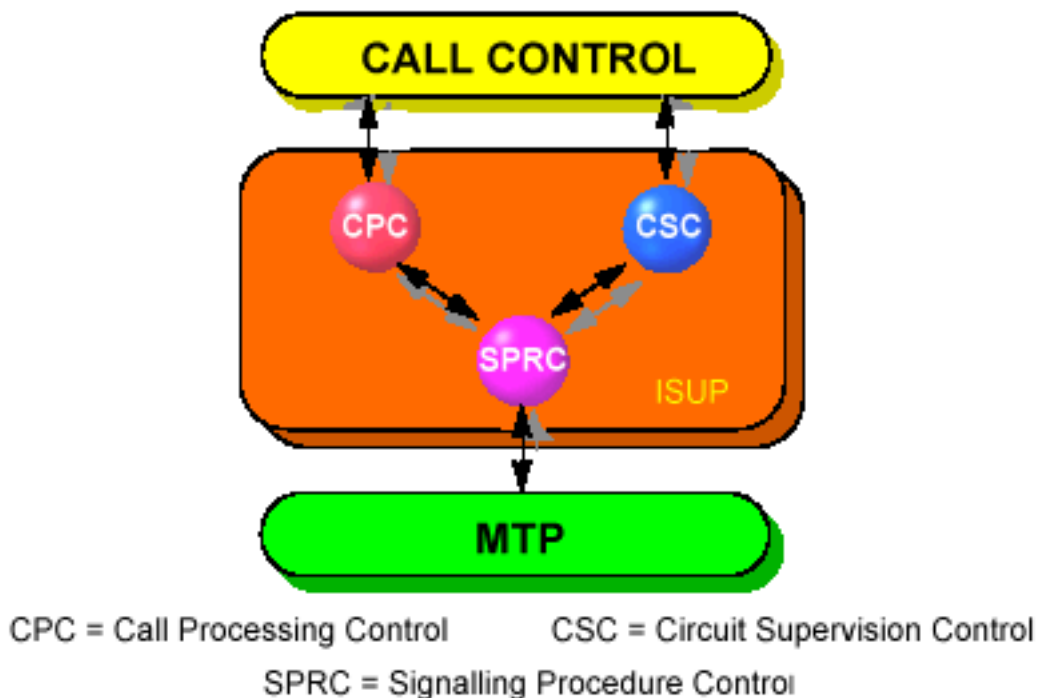 CALL CONTROL
CPC
CSC
SPRC
ISUP
MTP
CPC = Call Processing Control
CSC = Circuit Supervision Control
SPRC = Signalling Procedure Control